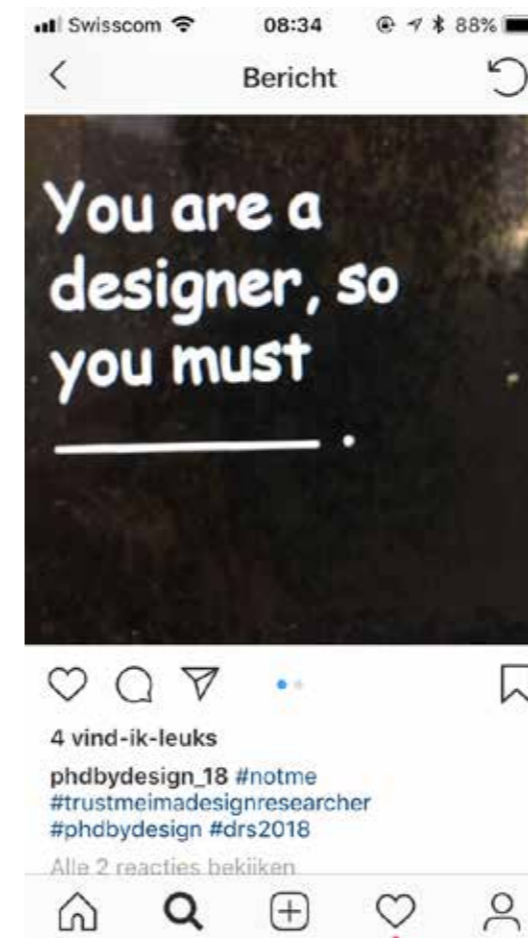 Swisscom 08:34 88%
Bericht
You are a
designer, so
you must
________.
4 vind-ik-leuks
phdbydesign_18 #notme
#trustmeimadesignresearcher
#phdbydesign #drs2018
Alle 2 reacties bekijken